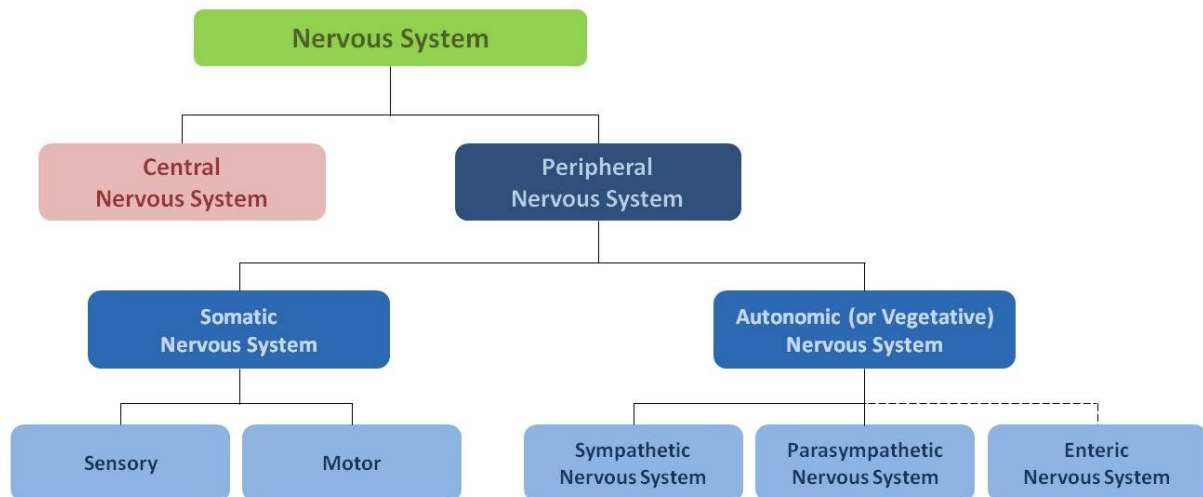 Nervous System
Central
Nervous System
Peripheral
Nervous System
Somatic
Nervous System
Autonomic (or Vegetative)
Nervous System
Sensory
Motor
Sympathetic
Nervous System
Parasympathetic
Nervous System
Enteric
Nervous System